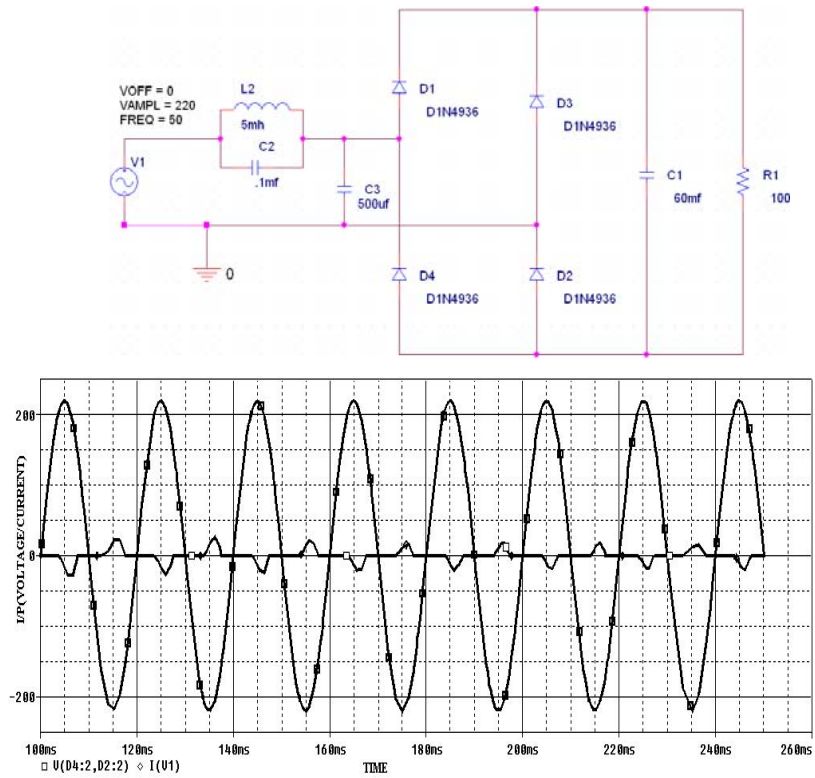 VOFF = 0
VAMPL = 220
FREQ = 50
V1
L2
5mh
C2
.1mf
C3
500uf
D1
D1N4936
D3
D1N4936
C1
60mf
R1
100
0
D4
D1N4936
D2
D1N4936
I/P(VOLTAGE/CURRENT)
200
0
-200
100ms 120ms 140ms 160ms 180ms 200ms 220ms 240ms 260ms
V(D4:2,D2:2) I(V1)
TIME